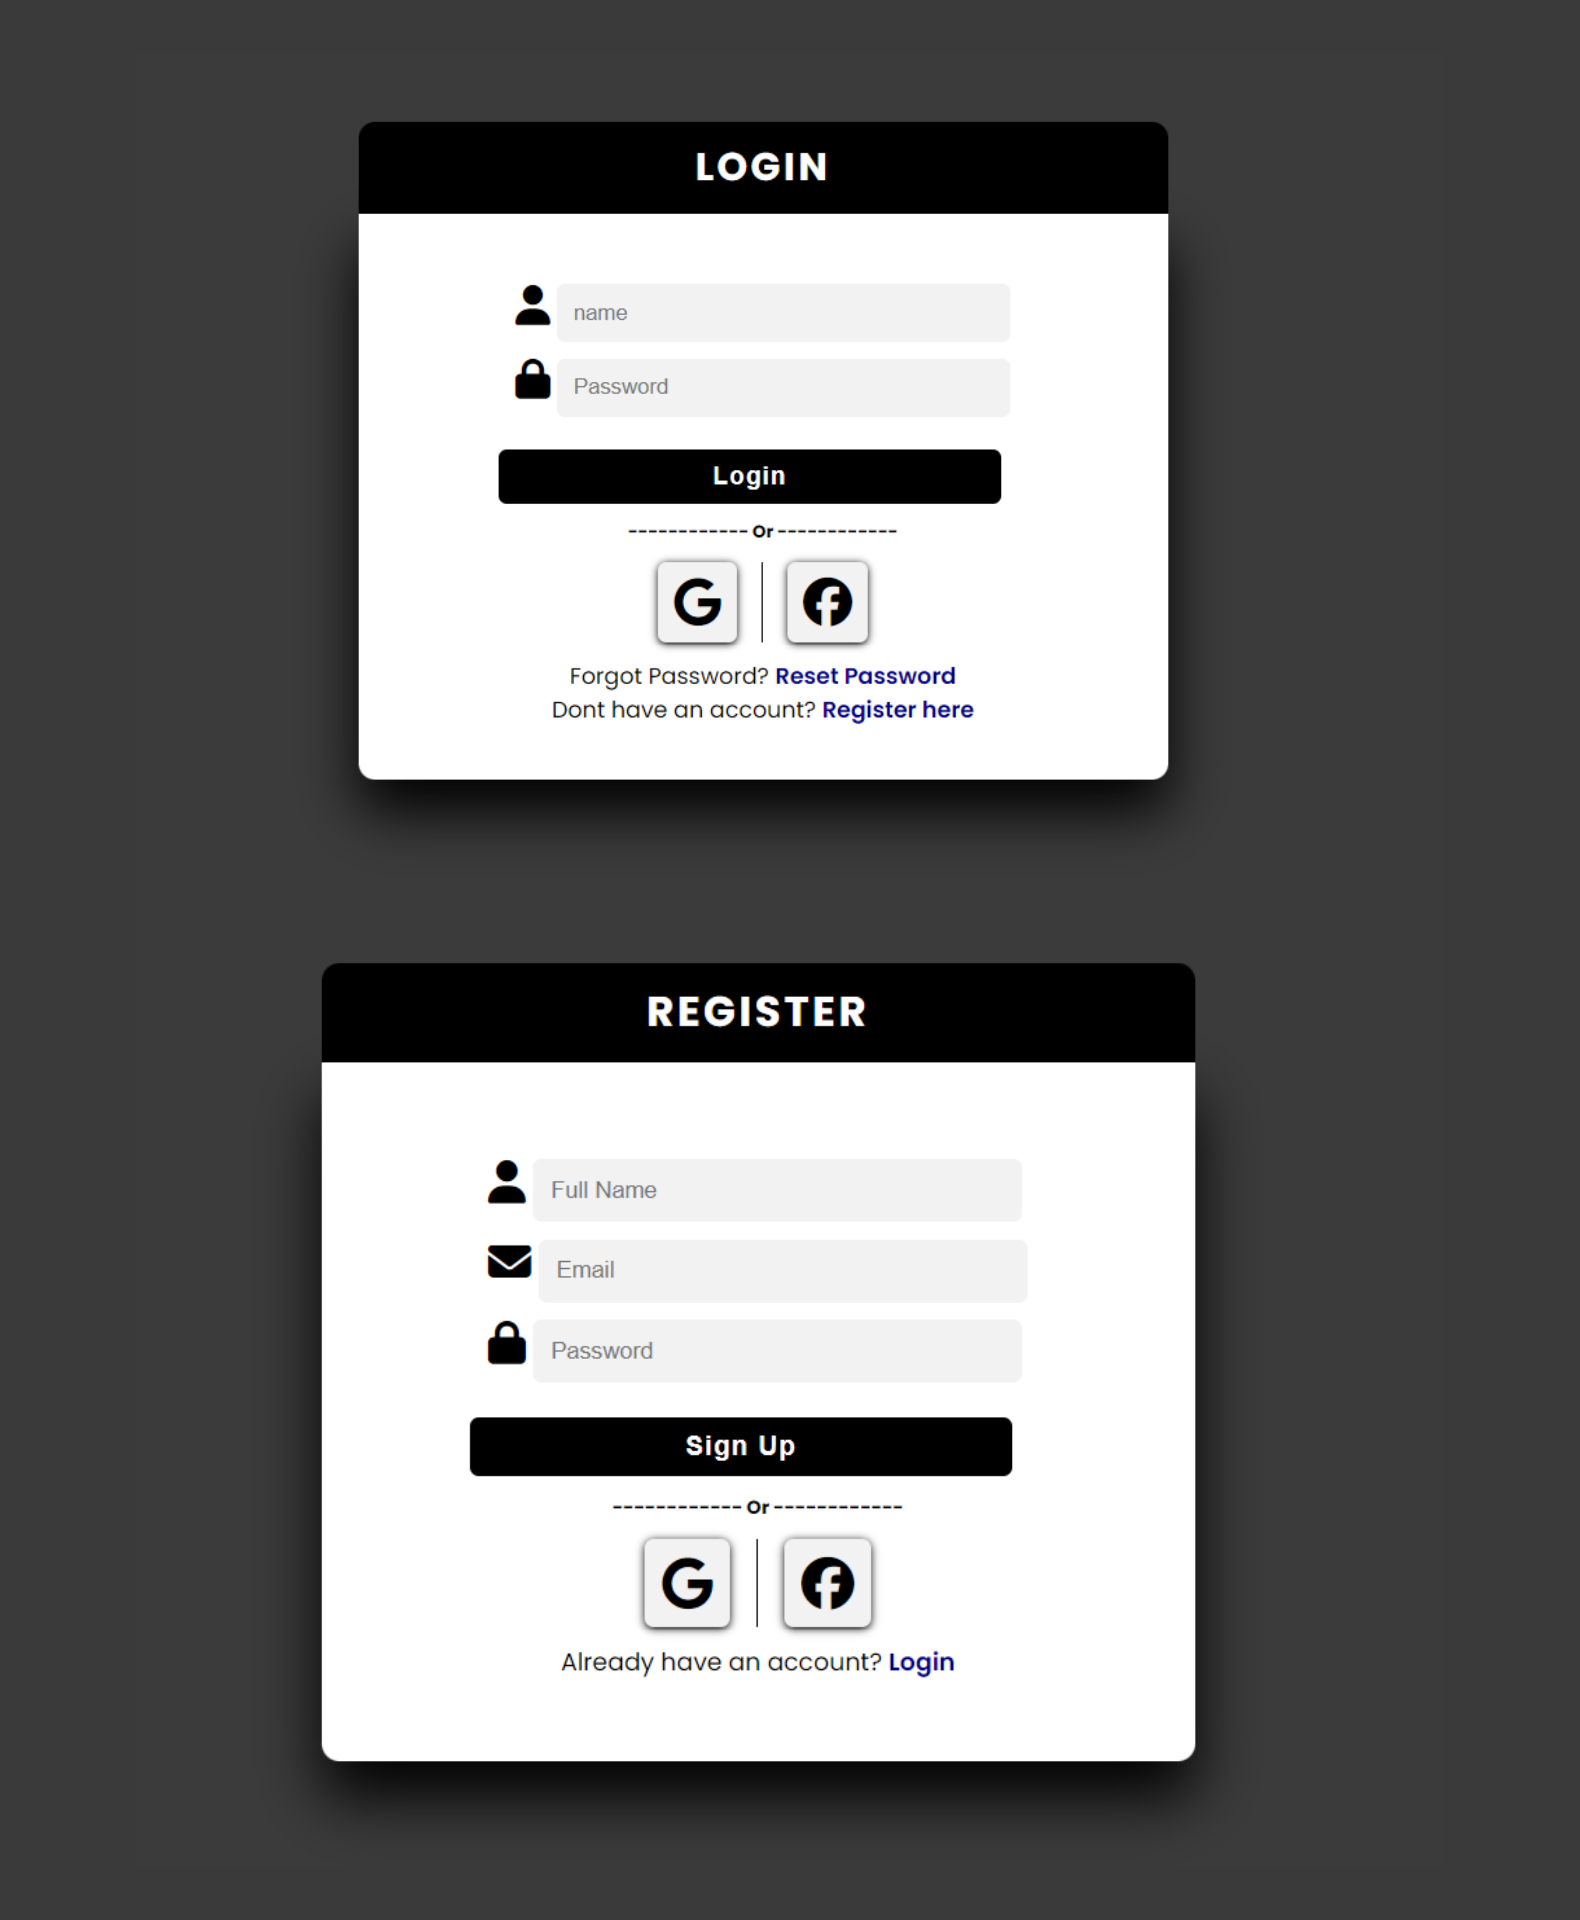 LOGIN
name
Password
Login
------------ Or ------------
Forgot Password? Reset Password
Dont have an account? Register here
REGISTER
Full Name
Email
Password
Sign Up
------------ Or ------------
Already have an account? Login